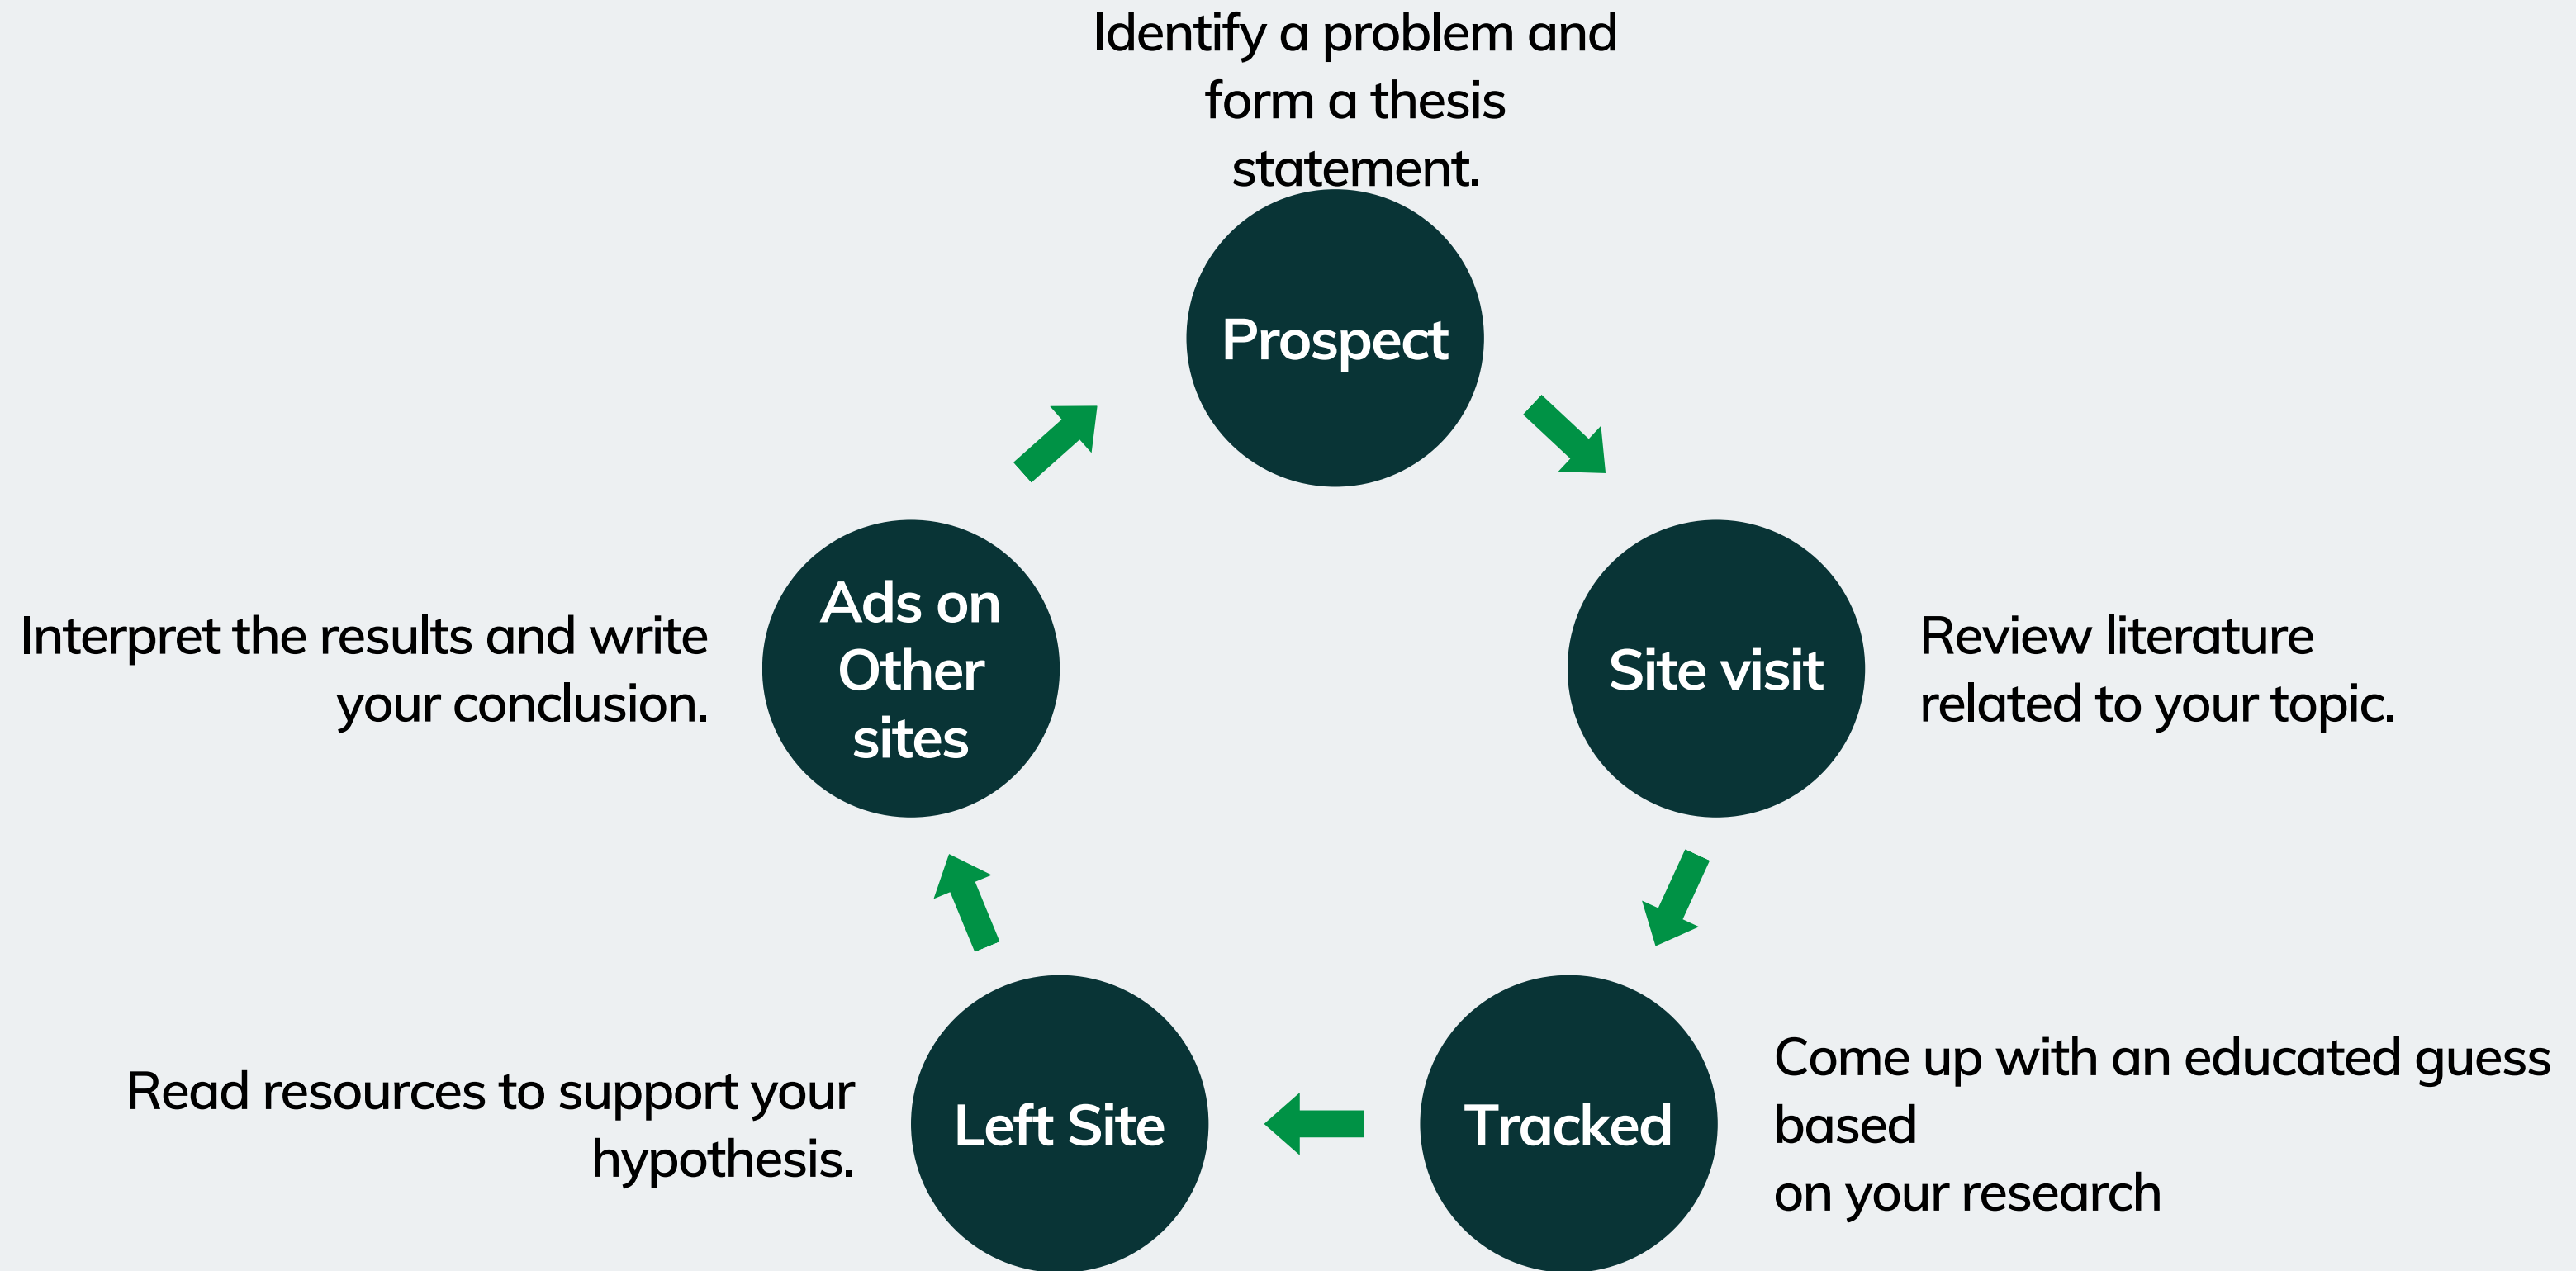 Identify a problem and
form a thesis
statement.
Prospect
Ads on
Other
sites
Interpret the results and write
your conclusion.
Site visit
Review literature
related to your topic.
Read resources to support your
hypothesis.
Left Site
Tracked
Come up with an educated guess
based
on your research